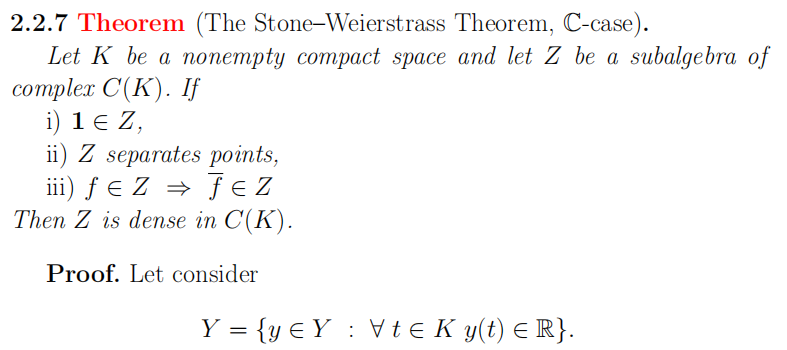 2.2.7 Theorem (The Stone–Weierstrass Theorem, ℂ-case).
Let K be a nonempty compact space and let Z be a subalgebra of
complex C(K). If
i) 1 ∈ Z,
ii) Z separates points,
iii) f ∈ Z ⇒ f̅ ∈ Z
Then Z is dense in C(K).
Proof. Let consider
Y = {y ∈ Y : ∀ t ∈ K y(t) ∈ ℝ}.